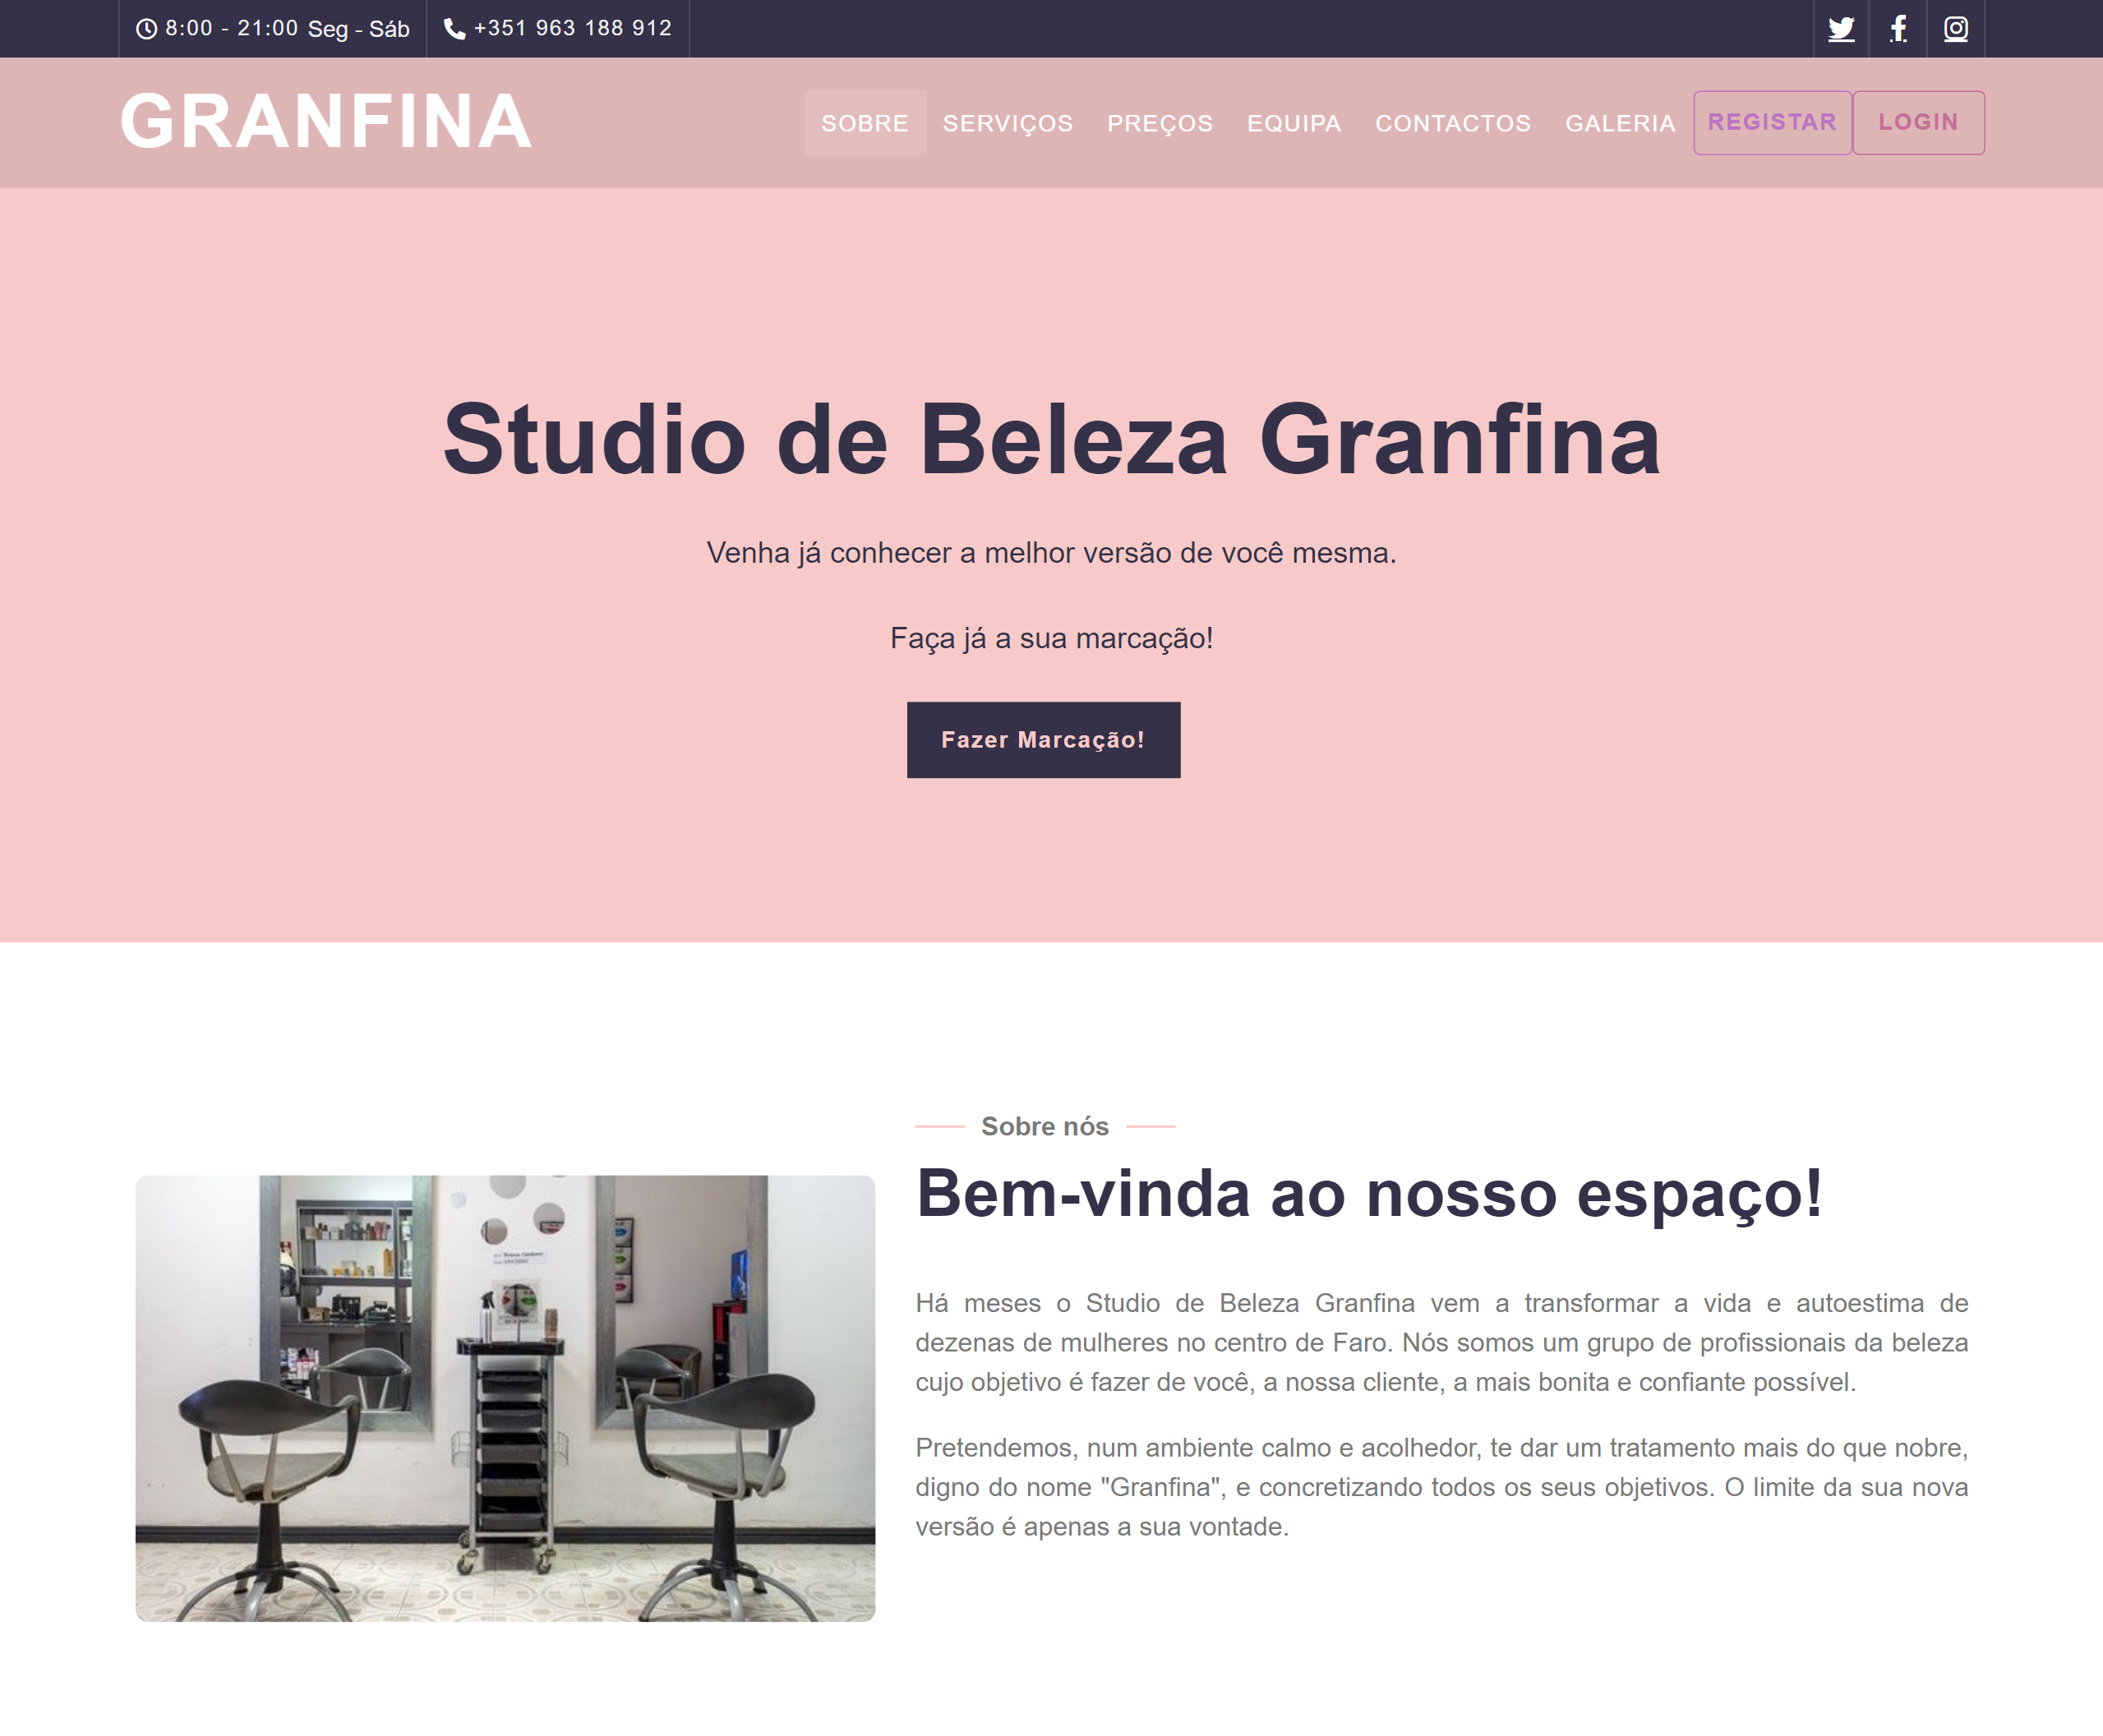 8:00 - 21:00 Seg - Sáb +351 963 188 912
GRANFINA SOBRE SERVIÇOS PREÇOS EQUIPA CONTACTOS GALERIA REGISTAR LOGIN
Studio de Beleza Granfina
Venha já conhecer a melhor versão de você mesma.
Faça já a sua marcação!
Fazer Marcação!
Sobre nós
Bem-vinda ao nosso espaço!
Há meses o Studio de Beleza Granfina vem a transformar a vida e autoestima de
dezenas de mulheres no centro de Faro. Nós somos um grupo de profissionais da beleza
cujo objetivo é fazer de você, a nossa cliente, a mais bonita e confiante possível.
Pretendemos, num ambiente calmo e acolhedor, te dar um tratamento mais do que nobre,
digno do nome "Granfina", e concretizando todos os seus objetivos. O limite da sua nova
versão é apenas a sua vontade.